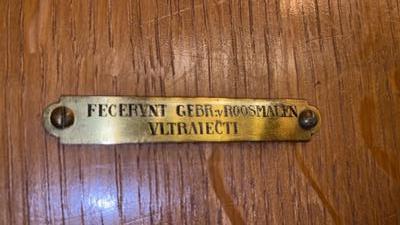 FECERVNT GEBR: v ROOSMALEN
VLTRAIECTI